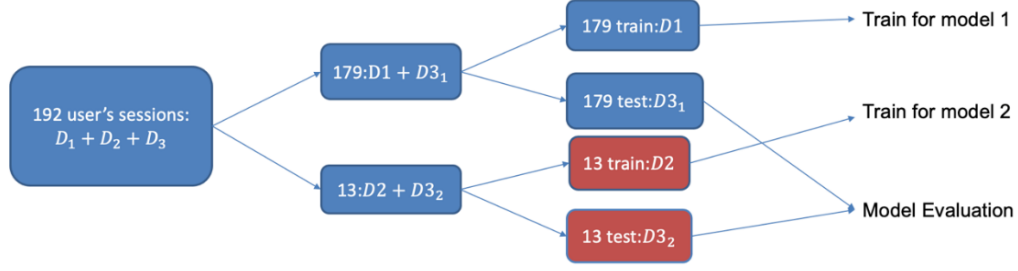 192 user's sessions:
D₁ + D₂ + D₃
179:D1 + D3₁
13:D2 + D3₂
179 train:D1
179 test:D3₁
13 train:D2
13 test:D3₂
Train for model 1
Train for model 2
Model Evaluation